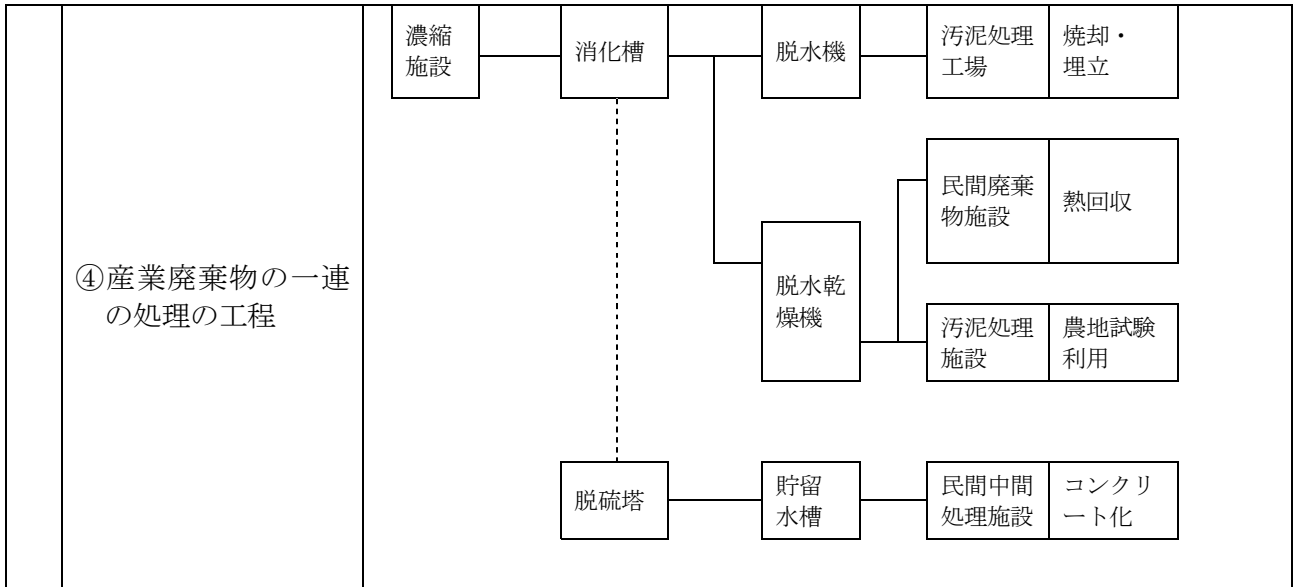 ④産業廃棄物の一連
の処理の工程
濃縮
施設
消化槽
脱水機
汚泥処理
工場
焼却・
埋立
民間廃棄
物施設
熱回収
脱水乾
燥機
汚泥処理
施設
農地試験
利用
脱硫塔
貯留
水槽
民間中間
処理施設
コンクリ
ート化